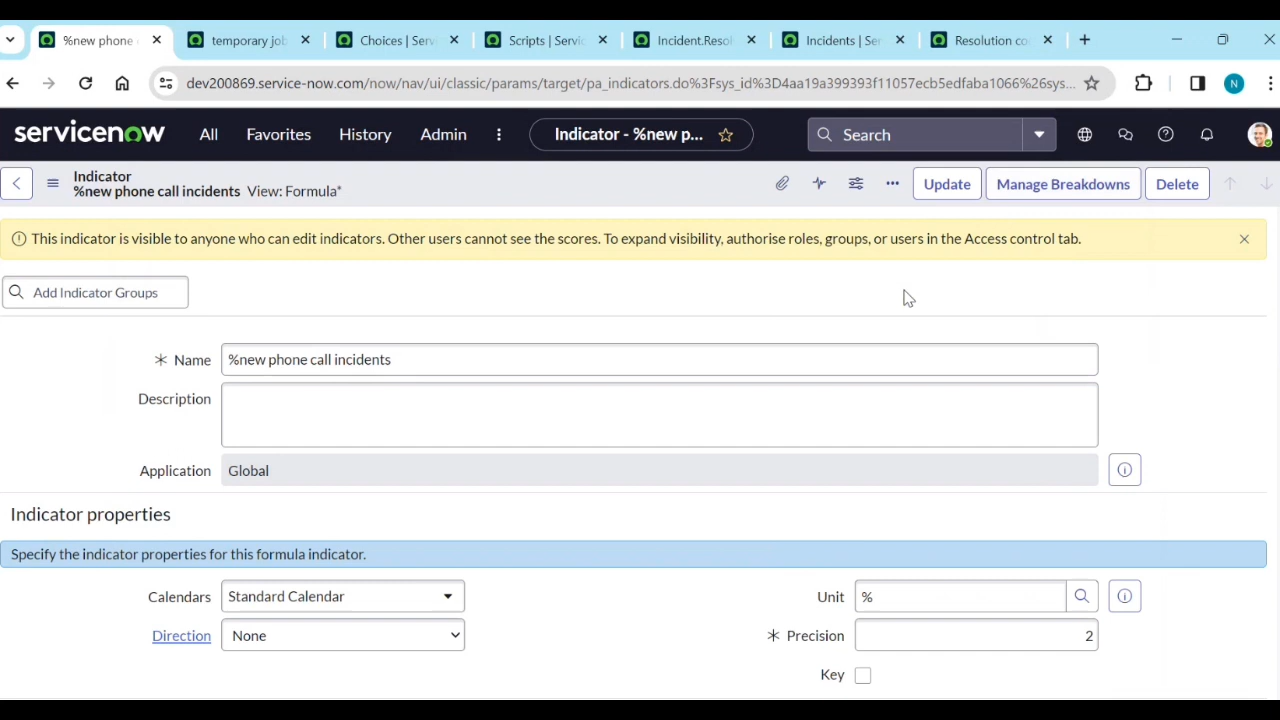 %new phone
temporary job
Choices | Serv
Scripts | Servic
Incident.Resol
Incidents | Ser
Resolution co
dev200869.service-now.com/now/nav/ui/classic/params/target/pa_indicators.do%3Fsys_id%3D4aa19a399393f11057ecb5edfaba1066%26sys...
N
servicenow
All
Favorites
History
Admin
Indicator - %new p...
Search
Indicator
%new phone call incidents View: Formula*
Update
Manage Breakdowns
Delete
This indicator is visible to anyone who can edit indicators. Other users cannot see the scores. To expand visibility, authorise roles, groups, or users in the Access control tab.
Add Indicator Groups
Name
%new phone call incidents
Description
Application
Global
Indicator properties
Specify the indicator properties for this formula indicator.
Calendars
Standard Calendar
Unit
%
Direction
None
Precision
2
Key